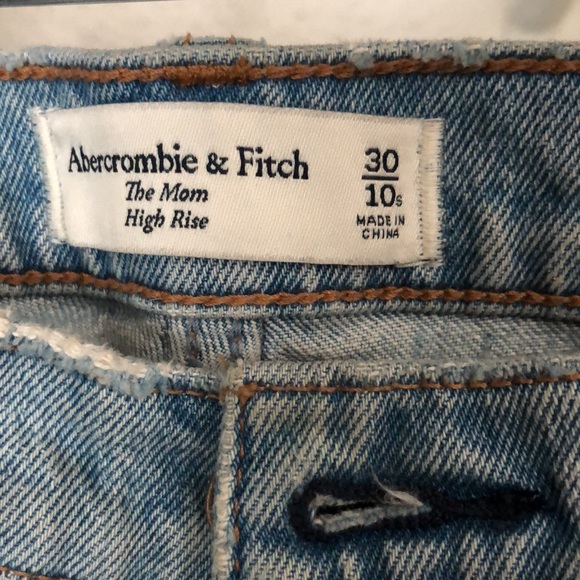 Abercrombie & Fitch
The Mom
High Rise
30
10s
MADE IN
CHINA